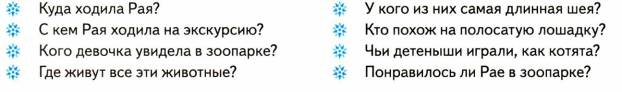 Куда ходила Рая?
С кем Рая ходила на экскурсию?
Кого девочка увидела в зоопарке?
Где живут все эти животные?
У кого из них самая длинная шея?
Кто похож на полосатую лошадку?
Чьи детеныши играли, как котята?
Понравилось ли Рае в зоопарке?